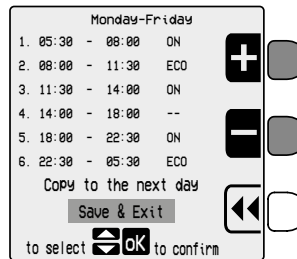 Monday-Friday
1. 05:30 - 08:00 ON
2. 08:00 - 11:30 ECO
3. 11:30 - 14:00 ON
4. 14:00 - 18:00 --
5. 18:00 - 22:30 ON
6. 22:30 - 05:30 ECO
Copy to the next day
Save & Exit
to select OK to confirm